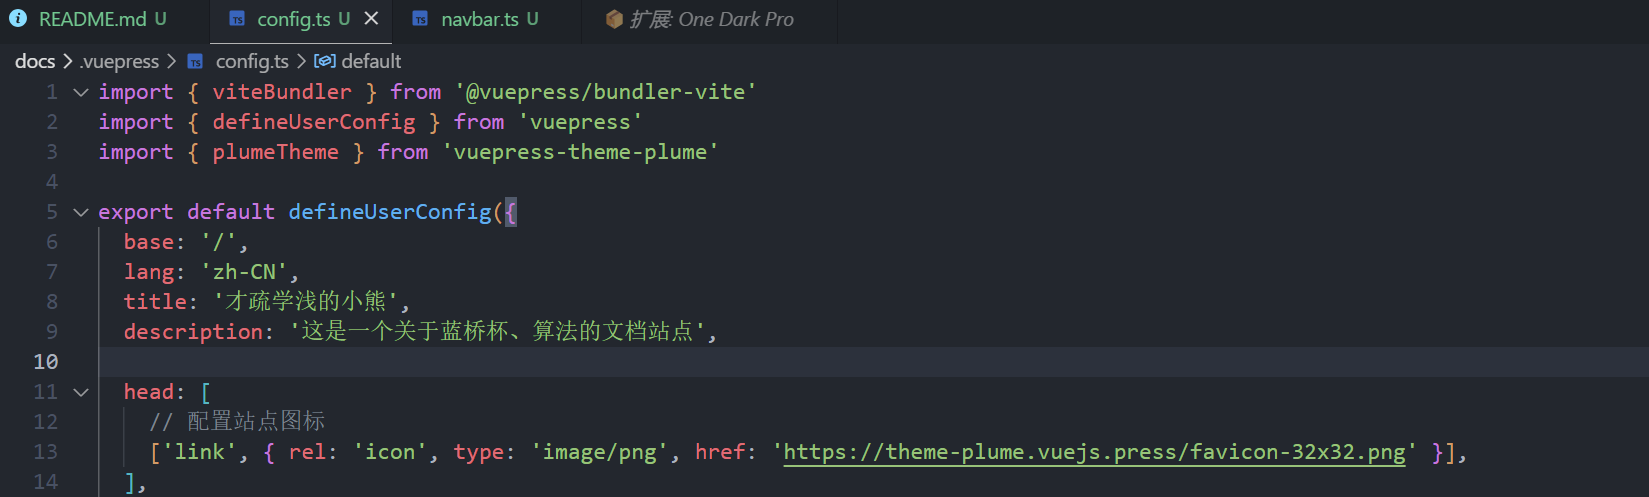 README.md U config.ts U navbar.ts U 扩展: One Dark Pro
docs > .vuepress > TS config.ts > default
1 import { viteBundler } from '@vuepress/bundler-vite'
2 import { defineUserConfig } from 'vuepress'
3 import { plumeTheme } from 'vuepress-theme-plume'
4
5 export default defineUserConfig({
6 base: '/',
7 lang: 'zh-CN',
8 title: '才疏学浅的小熊',
9 description: '这是一个关于蓝桥杯、算法的文档站点',
10
11 head: [
12 // 配置站点图标
13 ['link', { rel: 'icon', type: 'image/png', href: 'https://theme-plume.vuejs.press/favicon-32x32.png' }],
14 ],